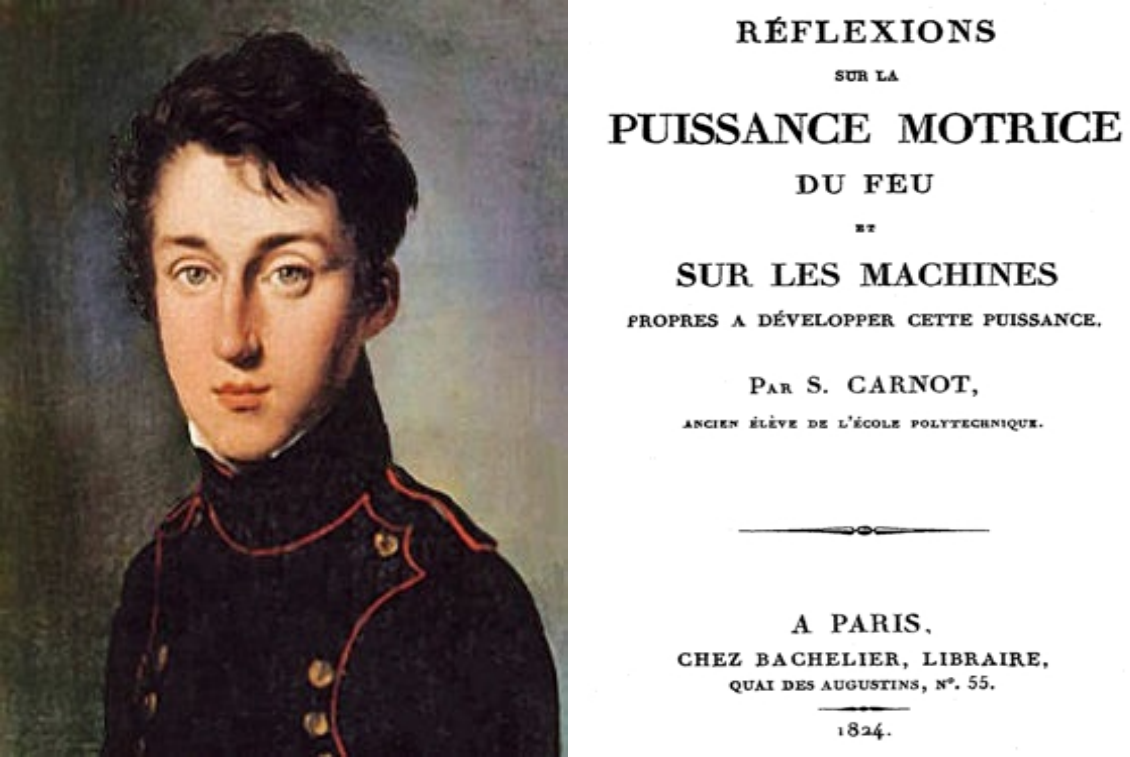 RÉFLEXIONS
SUR LA
PUISSANCE MOTRICE
DU FEU
ET
SUR LES MACHINES
PROPRES A DÉVELOPPER CETTE PUISSANCE.
PAR S. CARNOT,
ANCIEN ÉLÈVE DE L'ÉCOLE POLYTECHNIQUE.
A PARIS,
CHEZ BACHELIER, LIBRAIRE,
QUAI DES AUGUSTINS, Nº. 55.
1824.